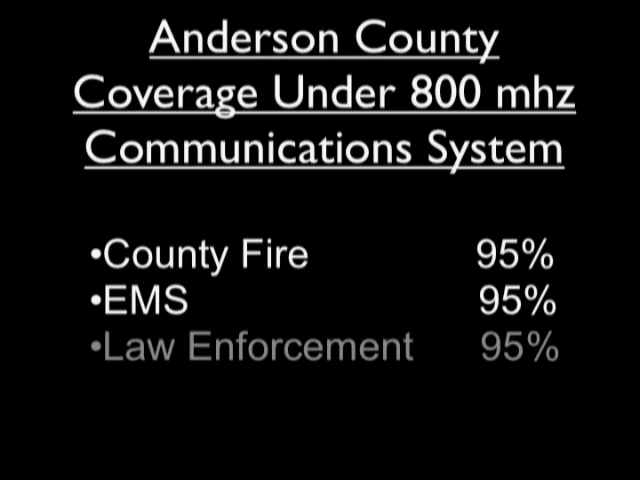 Anderson County
Coverage Under 800 mhz
Communications System
•County Fire 95%
•EMS 95%
•Law Enforcement 95%